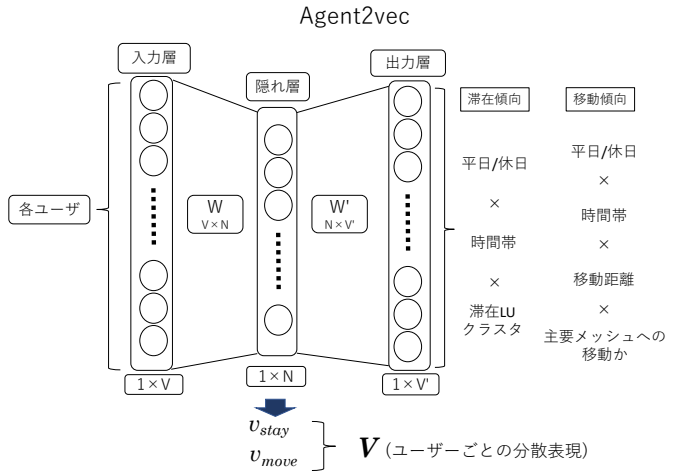 Agent2vec
入力層
隠れ層
出力層
滞在傾向
移動傾向
各ユーザ
W
V×N
W'
N×V'
平日/休日
×
時間帯
×
滞在LU
クラスタ
平日/休日
×
時間帯
×
移動距離
×
主要メッシュへの
移動か
1×V
1×N
1×V'
v_stay
v_move
V (ユーザーごとの分散表現)